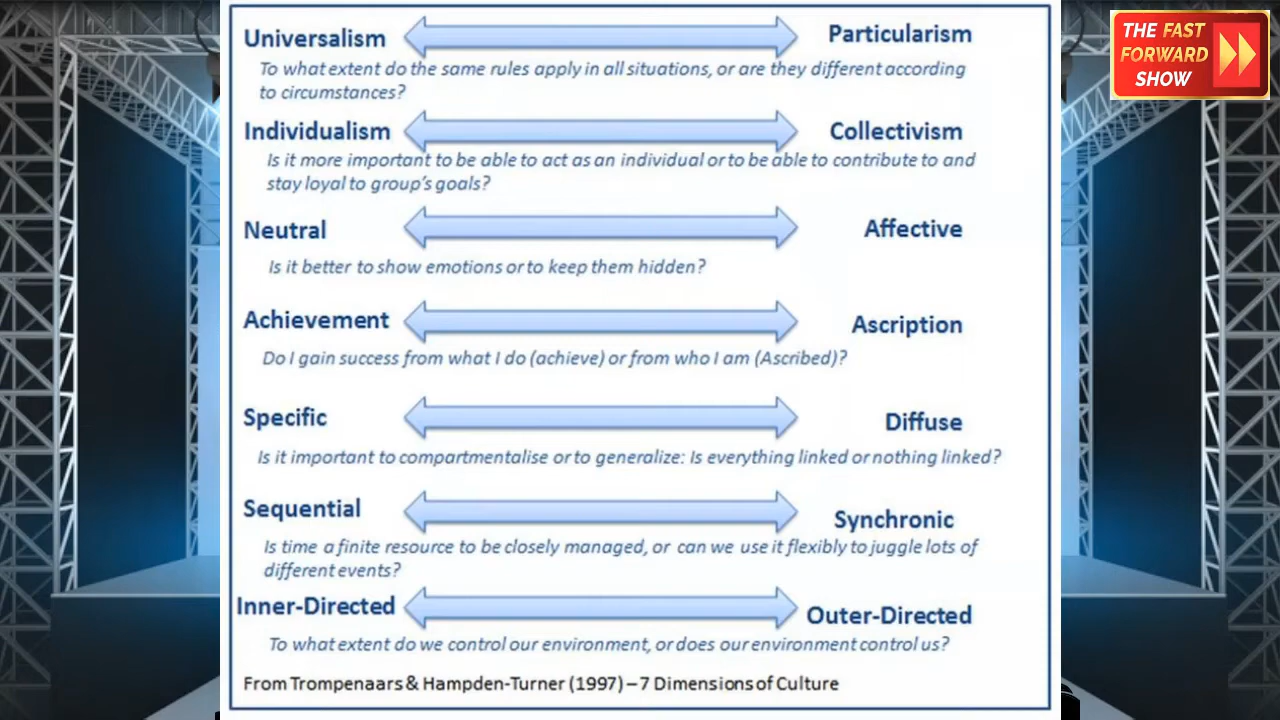 Universalism
Particularism
To what extent do the same rules apply in all situations, or are they different according
to circumstances?
Individualism
Collectivism
Is it more important to be able to act as an individual or to be able to contribute to and
stay loyal to group's goals?
Neutral
Affective
Is it better to show emotions or to keep them hidden?
Achievement
Ascription
Do I gain success from what I do (achieve) or from who I am (Ascribed)?
Specific
Diffuse
Is it important to compartmentalise or to generalize: Is everything linked or nothing linked?
Sequential
Synchronic
Is time a finite resource to be closely managed, or can we use it flexibly to juggle lots of
different events?
Inner-Directed
Outer-Directed
To what extent do we control our environment, or does our environment control us?
From Trompenaars & Hampden-Turner (1997) – 7 Dimensions of Culture
THE FAST
FORWARD
SHOW